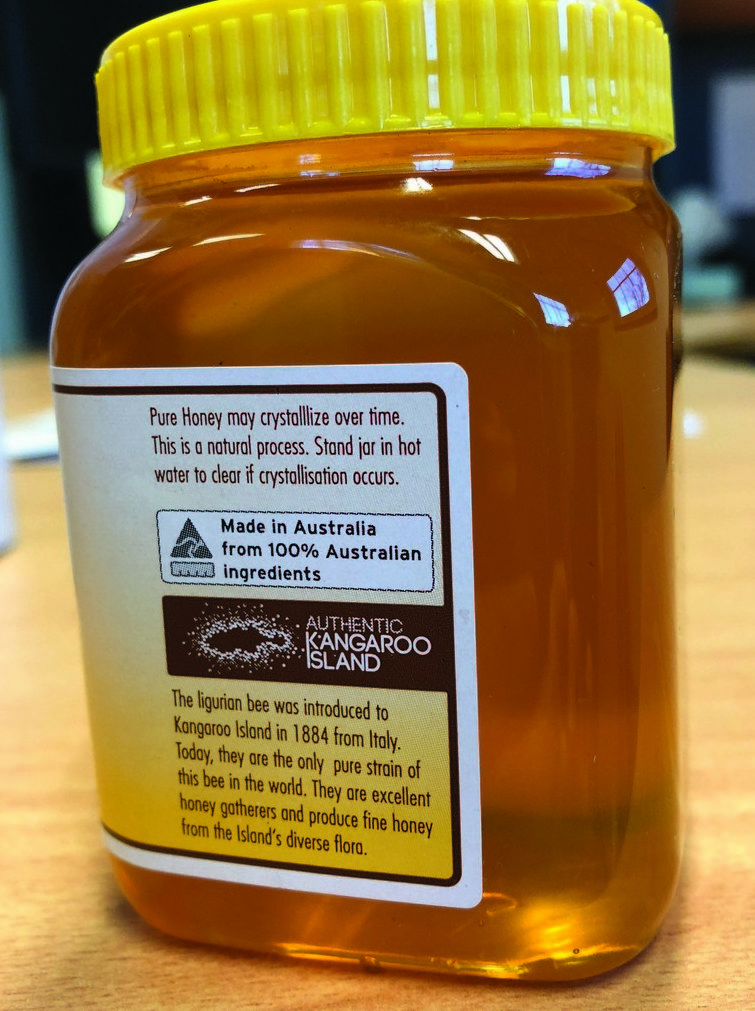 Pure Honey may crystalllize over time.
This is a natural process. Stand jar in hot
water to clear if crystallisation occurs.
Made in Australia
from 100% Australian
ingredients
AUTHENTIC
KANGAROO
ISLAND
The ligurian bee was introduced to
Kangaroo Island in 1884 from Italy.
Today, they are the only pure strain of
this bee in the world. They are excellent
honey gatherers and produce fine honey
from the Island's diverse flora.